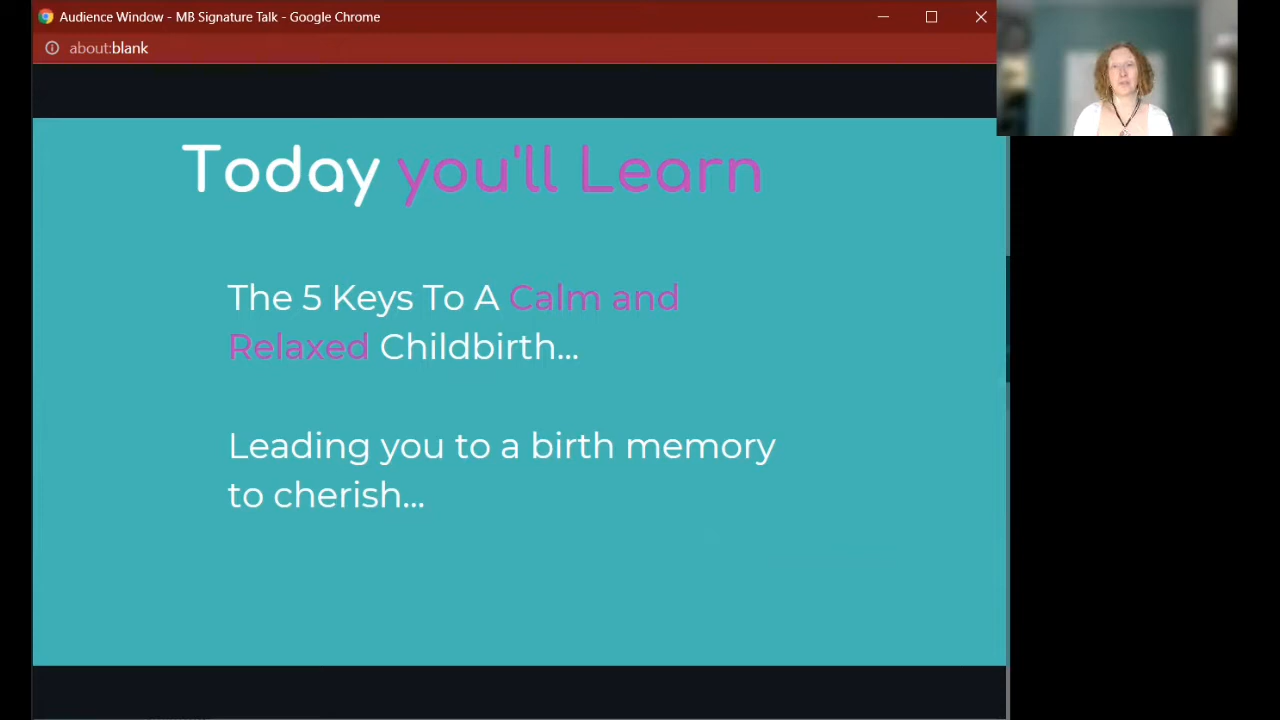 Audience Window - MB Signature Talk - Google Chrome
about:blank
Today you'll Learn
The 5 Keys To A Calm and
Relaxed Childbirth...
Leading you to a birth memory
to cherish...